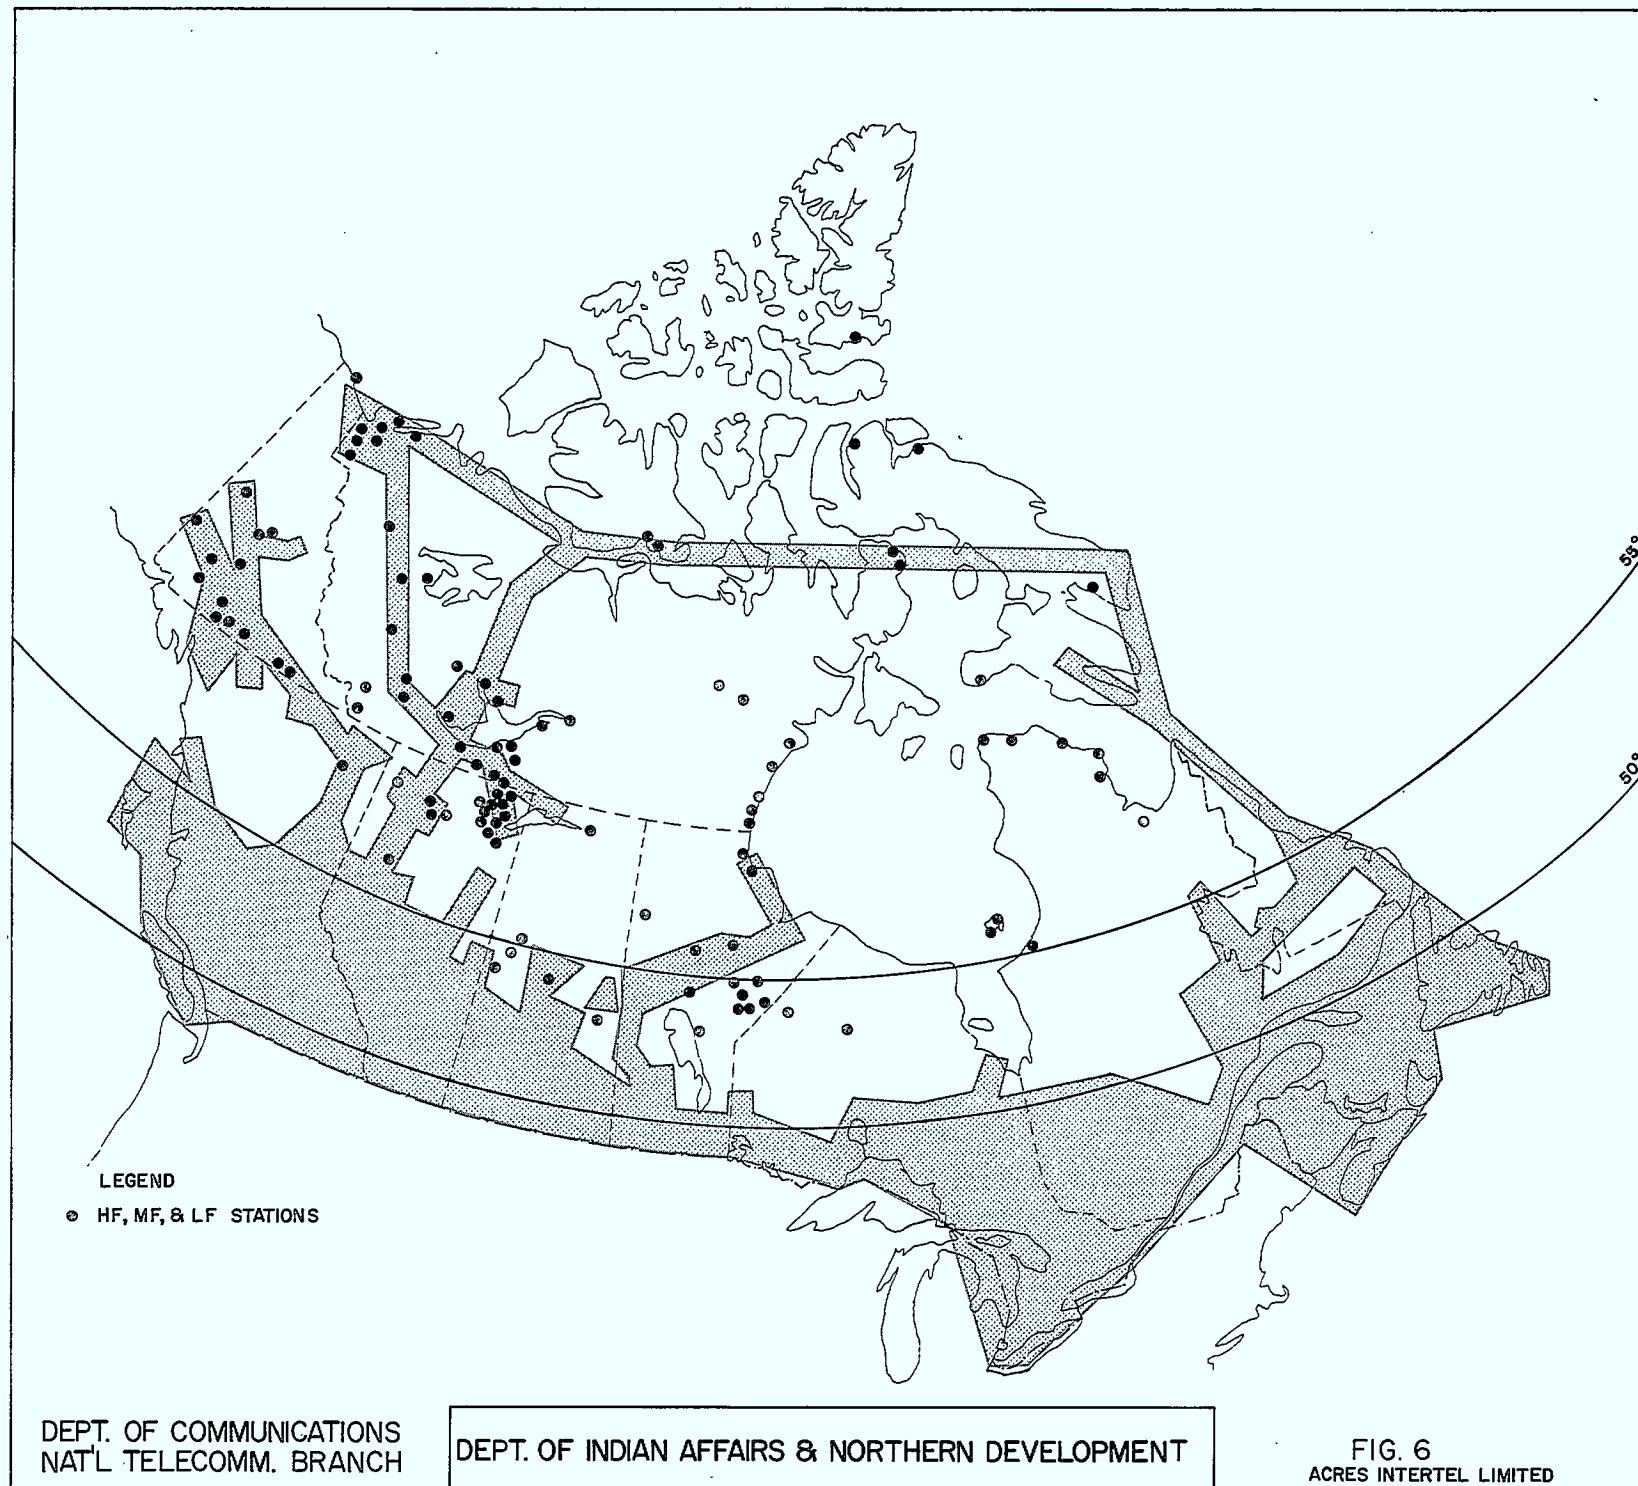 55°
50°
LEGEND
HF, MF, & LF STATIONS
DEPT. OF COMMUNICATIONS
NAT'L TELECOMM. BRANCH
DEPT. OF INDIAN AFFAIRS & NORTHERN DEVELOPMENT
FIG. 6
ACRES INTERTEL LIMITED